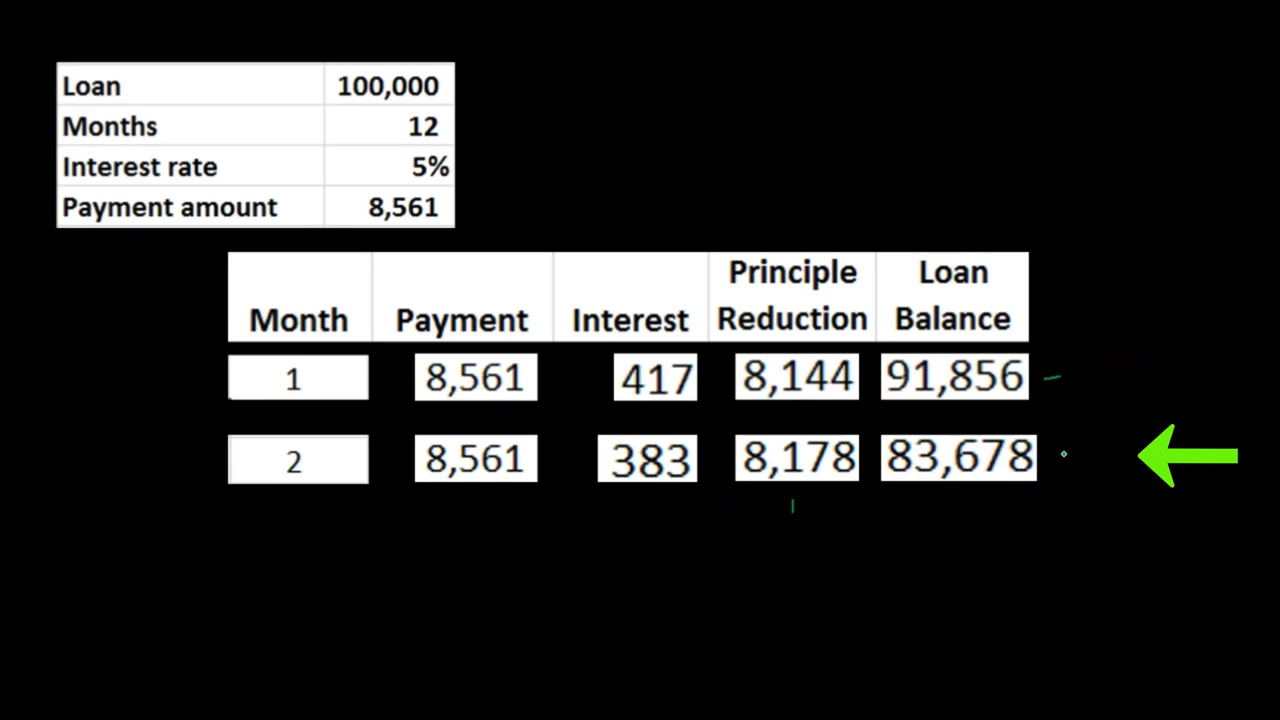 Loan 100,000
Months 12
Interest rate 5%
Payment amount 8,561
Principle Loan
Month Payment Interest Reduction Balance
1 8,561 417 8,144 91,856
2 8,561 383 8,178 83,678